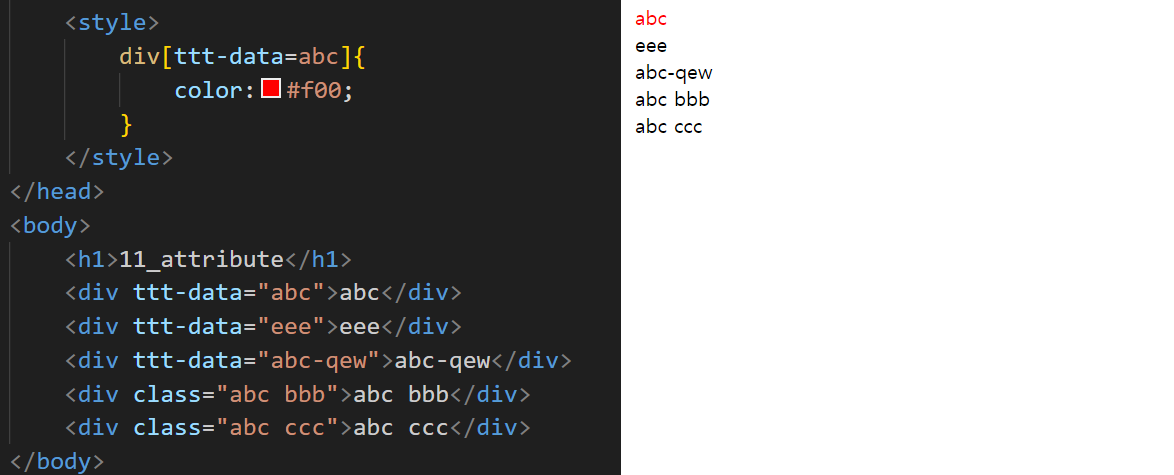 <style>
div[ttt-data=abc]{
color:#f00;
}
</style>
</head>
<body>
<h1>11_attribute</h1>
<div ttt-data="abc">abc</div>
<div ttt-data="eee">eee</div>
<div ttt-data="abc-qew">abc-qew</div>
<div class="abc bbb">abc bbb</div>
<div class="abc ccc">abc ccc</div>
</body>
abc
eee
abc-qew
abc bbb
abc ccc